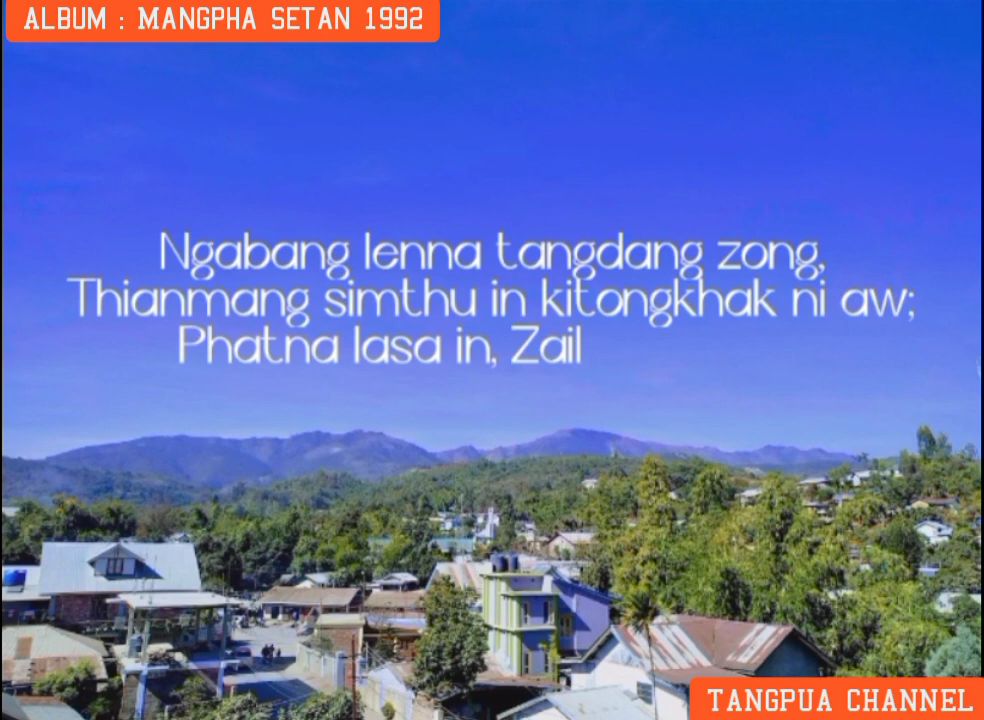 ALBUM : MANGPHA SETAN 1992
Ngabang lenna tangdang zong,
Thianmang simthu in kitongkhak ni aw;
Phatna lasa in, Zail
TANGPUA CHANNEL